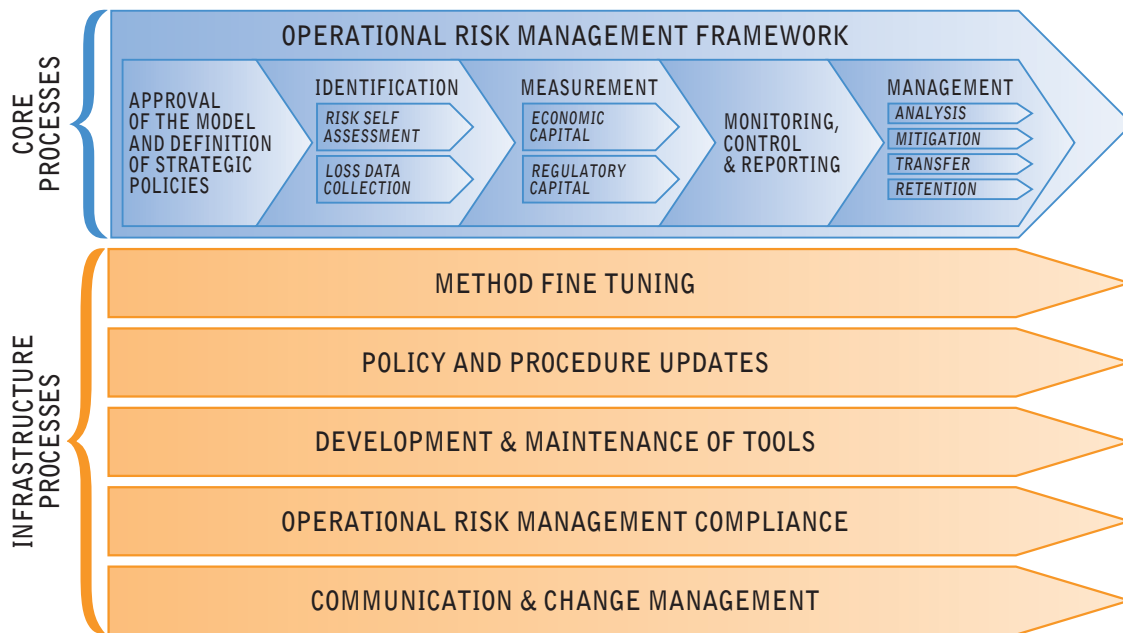 CORE
PROCESSES
OPERATIONAL RISK MANAGEMENT FRAMEWORK
APPROVAL
OF THE MODEL
AND DEFINITION
OF STRATEGIC
POLICIES
IDENTIFICATION
RISK SELF
ASSESSMENT
LOSS DATA
COLLECTION
MEASUREMENT
ECONOMIC
CAPITAL
REGULATORY
CAPITAL
MONITORING,
CONTROL
& REPORTING
MANAGEMENT
ANALYSIS
MITIGATION
TRANSFER
RETENTION
INFRASTRUCTURE
PROCESSES
METHOD FINE TUNING
POLICY AND PROCEDURE UPDATES
DEVELOPMENT & MAINTENANCE OF TOOLS
OPERATIONAL RISK MANAGEMENT COMPLIANCE
COMMUNICATION & CHANGE MANAGEMENT